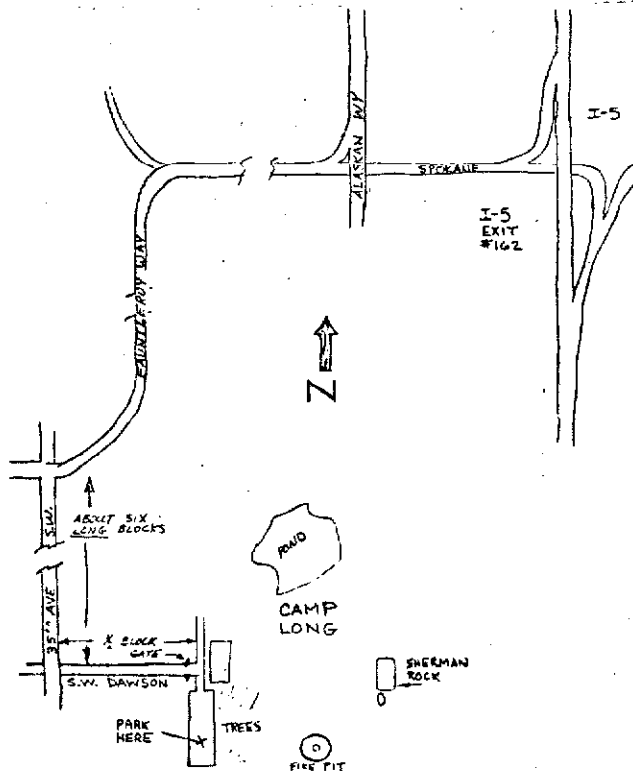 I-5
ALASKAN WY
SPOKANE
I-5
EXIT
#162
FAUNTLEROY WAY
N
35TH AVE S.W.
ABOUT SIX
LONG BLOCKS
POND
CAMP
LONG
½ BLOCK
GATE
S.W. DAWSON
SHERMAN
ROCK
PARK
HERE
X
TREES
FIRE PIT